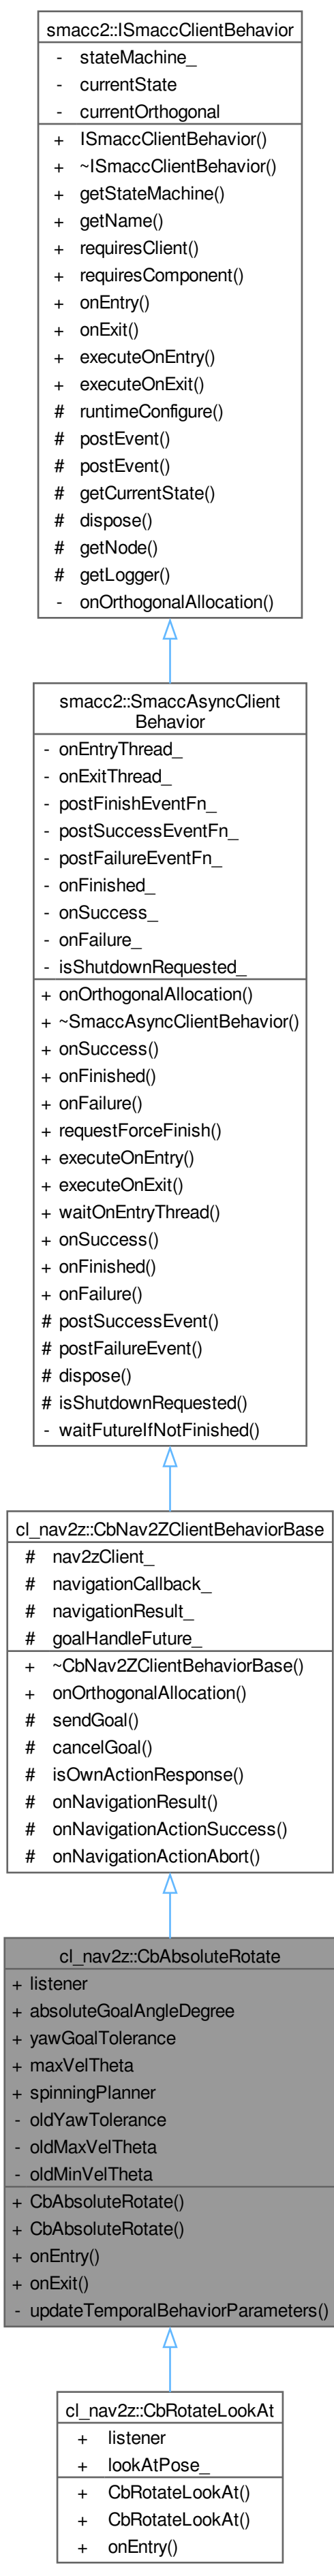 smacc2::ISmaccClientBehavior
- stateMachine_
- currentState
- currentOrthogonal
+ ISmaccClientBehavior()
+ ~ISmaccClientBehavior()
+ getStateMachine()
+ getName()
+ requiresClient()
+ requiresComponent()
+ onEntry()
+ onExit()
+ executeOnEntry()
+ executeOnExit()
# runtimeConfigure()
# postEvent()
# postEvent()
# getCurrentState()
# dispose()
# getNode()
# getLogger()
- onOrthogonalAllocation()
smacc2::SmaccAsyncClient
Behavior
- onEntryThread_
- onExitThread_
- postFinishEventFn_
- postSuccessEventFn_
- postFailureEventFn_
- onFinished_
- onSuccess_
- onFailure_
- isShutdownRequested_
+ onOrthogonalAllocation()
+ ~SmaccAsyncClientBehavior()
+ onSuccess()
+ onFinished()
+ onFailure()
+ requestForceFinish()
+ executeOnEntry()
+ executeOnExit()
+ waitOnEntryThread()
+ onSuccess()
+ onFinished()
+ onFailure()
# postSuccessEvent()
# postFailureEvent()
# dispose()
# isShutdownRequested()
- waitFutureIfNotFinished()
cl_nav2z::CbNav2ZClientBehaviorBase
# nav2zClient_
# navigationCallback_
# navigationResult_
# goalHandleFuture_
+ ~CbNav2ZClientBehaviorBase()
+ onOrthogonalAllocation()
# sendGoal()
# cancelGoal()
# isOwnActionResponse()
# onNavigationResult()
# onNavigationActionSuccess()
# onNavigationActionAbort()
cl_nav2z::CbAbsoluteRotate
+ listener
+ absoluteGoalAngleDegree
+ yawGoalTolerance
+ maxVelTheta
+ spinningPlanner
- oldYawTolerance
- oldMaxVelTheta
- oldMinVelTheta
+ CbAbsoluteRotate()
+ CbAbsoluteRotate()
+ onEntry()
+ onExit()
- updateTemporalBehaviorParameters()
cl_nav2z::CbRotateLookAt
+ listener
+ lookAtPose_
+ CbRotateLookAt()
+ CbRotateLookAt()
+ onEntry()